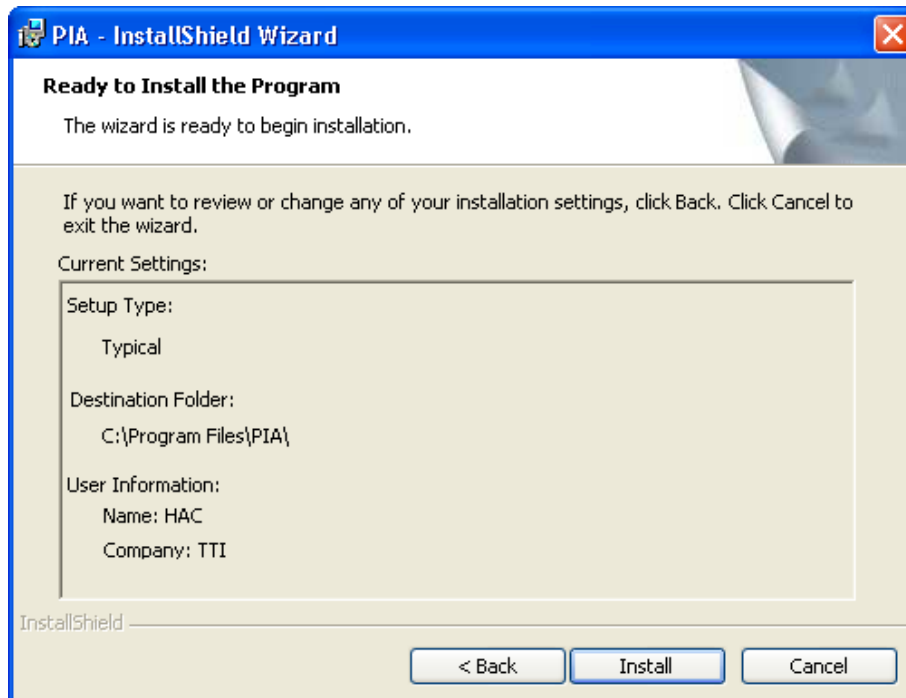 PIA - InstallShield Wizard
Ready to Install the Program
The wizard is ready to begin installation.
If you want to review or change any of your installation settings, click Back. Click Cancel to
exit the wizard.
Current Settings:
Setup Type:
Typical
Destination Folder:
C:\Program Files\PIA\
User Information:
Name: HAC
Company: TTI
InstallShield
< Back Install Cancel